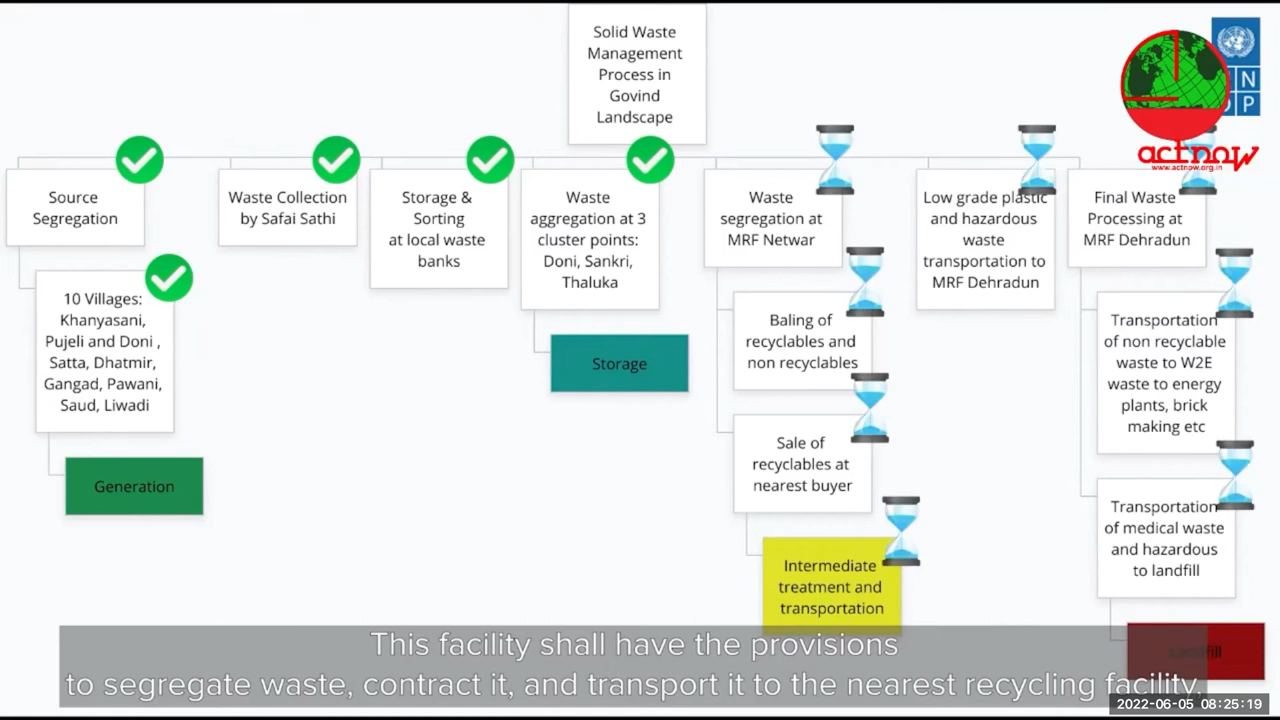 Solid Waste
Management
Process in
Govind
Landscape
N
P
actnow
www.actnow.org.in
Source
Segregation
10 Villages:
Khanyasani,
Pujeli and Doni ,
Satta, Dhatmir,
Gangad, Pawani,
Saud, Liwadi
Generation
Waste Collection
by Safai Sathi
Storage &
Sorting
at local waste
banks
Waste
aggregation at 3
cluster points:
Doni, Sankri,
Thaluka
Storage
Waste
segregation at
MRF Netwar
Baling of
recyclables and
non recyclables
Sale of
recyclables at
nearest buyer
Intermediate
treatment and
transportation
Low grade plastic
and hazardous
waste
transportation to
MRF Dehradun
Final Waste
Processing at
MRF Dehradun
Transportation
of non recyclable
waste to W2E
waste to energy
plants, brick
making etc
Transportation
of medical waste
and hazardous
to landfill
This facility shall have the provisions
to segregate waste, contract it, and transport it to the nearest recycling facility,
2022-06-05 08:25:19